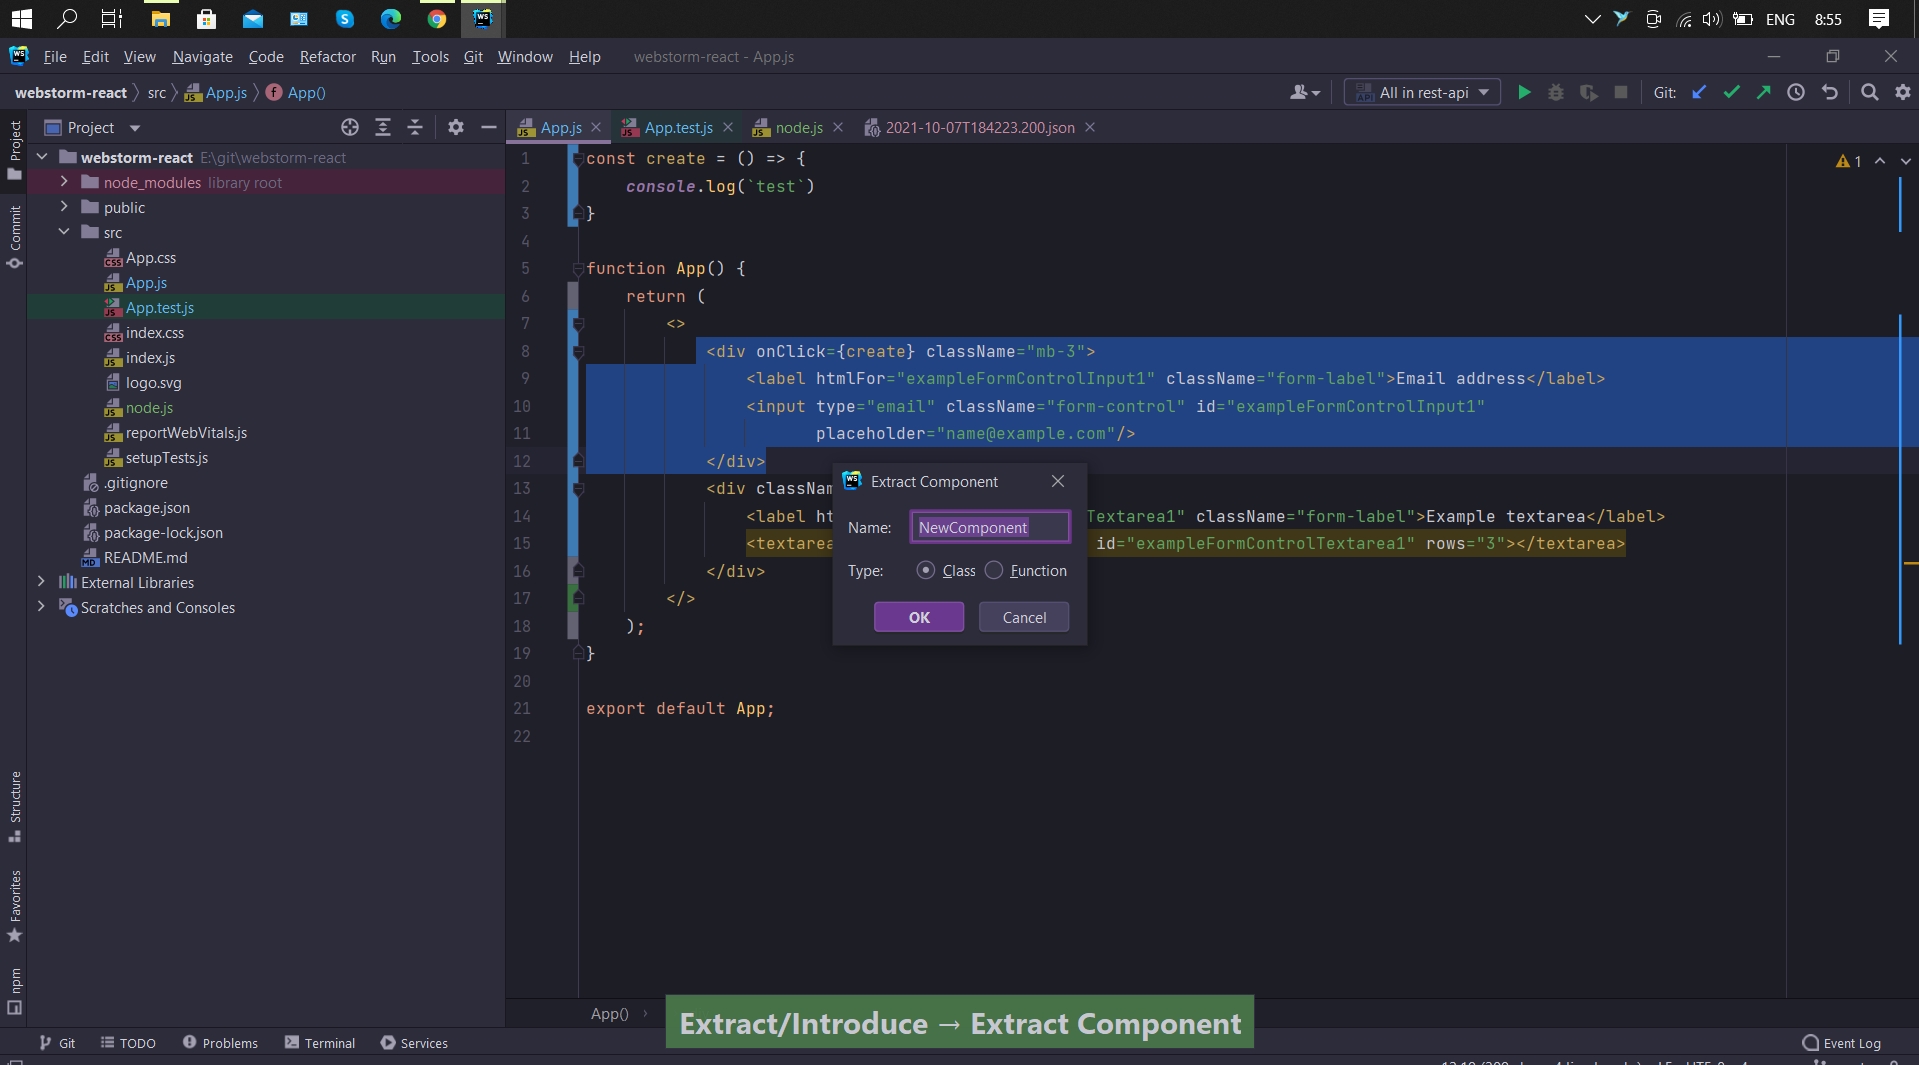 ENG
8:55
File Edit View Navigate Code Refactor Run Tools Git Window Help webstorm-react - App.js
webstorm-react src App.js App()
All in rest-api
Git:
Project
App.js App.test.js node.js 2021-10-07T184223.200.json
webstorm-react E:\git\webstorm-react
node_modules library root
public
src
App.css
App.js
App.test.js
index.css
index.js
logo.svg
node.js
reportWebVitals.js
setupTests.js
.gitignore
package.json
package-lock.json
README.md
External Libraries
Scratches and Consoles
Project
Commit
Structure
Favorites
npm
1 const create = () => {
2 console.log(`test`)
3 }
4
5 function App() {
6 return (
7 <>
8 <div onClick={create} className="mb-3">
9 <label htmlFor="exampleFormControlInput1" className="form-label">Email address</label>
10 <input type="email" className="form-control" id="exampleFormControlInput1"
11 placeholder="name@example.com"/>
12 </div>
13 <div classNam
14 <label ht Textarea1" className="form-label">Example textarea</label>
15 <textarea id="exampleFormControlTextarea1" rows="3"></textarea>
16 </div>
17 </>
18 );
19 }
20
21 export default App;
22
1
Extract Component
Name: NewComponent
Type: Class Function
OK Cancel
App()
Extract/Introduce → Extract Component
Git TODO Problems Terminal Services Event Log